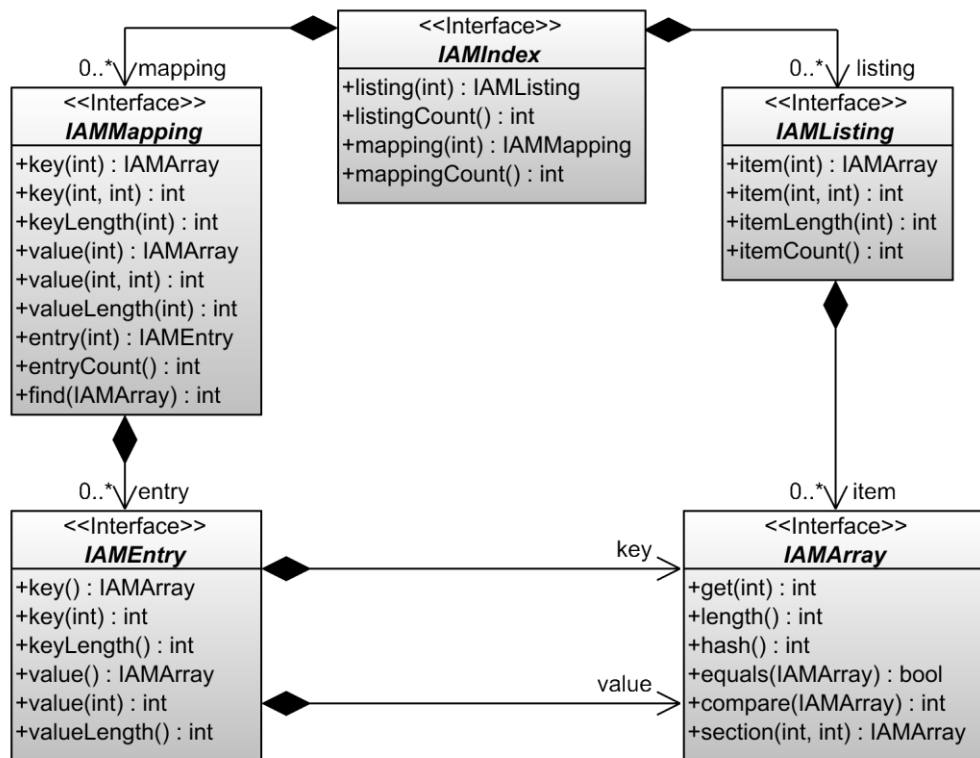 <<Interface>>
IAMIndex
+listing(int) : IAMListing
+listingCount() : int
+mapping(int) : IAMMapping
+mappingCount() : int
0..* mapping
<<Interface>>
IAMMapping
+key(int) : IAMArray
+key(int, int) : int
+keyLength(int) : int
+value(int) : IAMArray
+value(int, int) : int
+valueLength(int) : int
+entry(int) : IAMEntry
+entryCount() : int
+find(IAMArray) : int
0..* listing
<<Interface>>
IAMListing
+item(int) : IAMArray
+item(int, int) : int
+itemLength(int) : int
+itemCount() : int
0..* entry
<<Interface>>
IAMEntry
+key() : IAMArray
+key(int) : int
+keyLength() : int
+value() : IAMArray
+value(int) : int
+valueLength() : int
key
value
0..* item
<<Interface>>
IAMArray
+get(int) : int
+length() : int
+hash() : int
+equals(IAMArray) : bool
+compare(IAMArray) : int
+section(int, int) : IAMArray